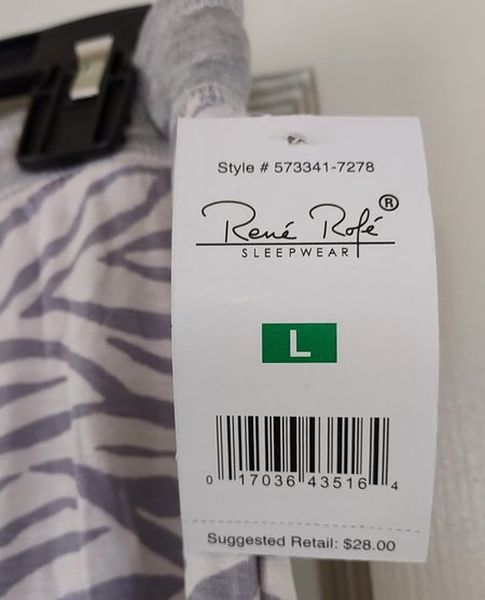 Style # 573341-7278
René Rofé®
SLEEPWEAR
L
0 17036 43516 4
Suggested Retail: $28.00